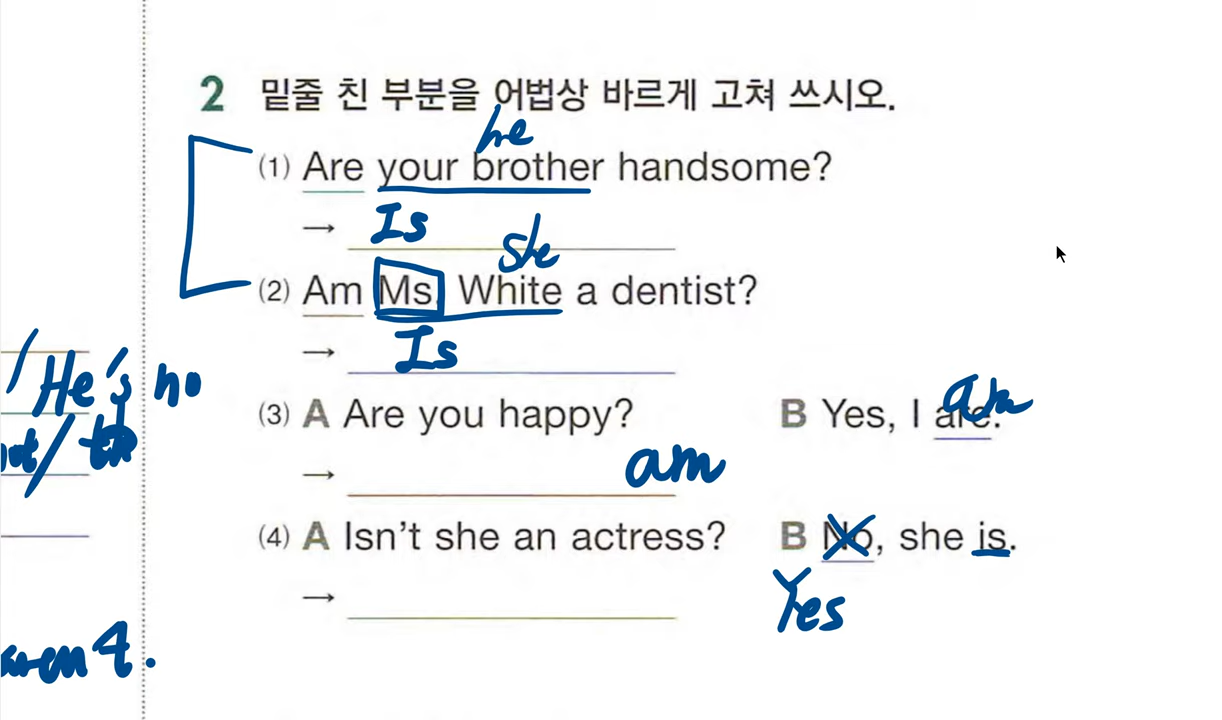 2 밑줄 친 부분을 어법상 바르게 고쳐 쓰시오.
he
(1) Are your brother handsome?
→ Is
she
(2) Am Ms. White a dentist?
→ Is
He's no
(3) A Are you happy? B Yes, I are.
am
→ am
(4) A Isn't she an actress? B No, she is.
→ Yes